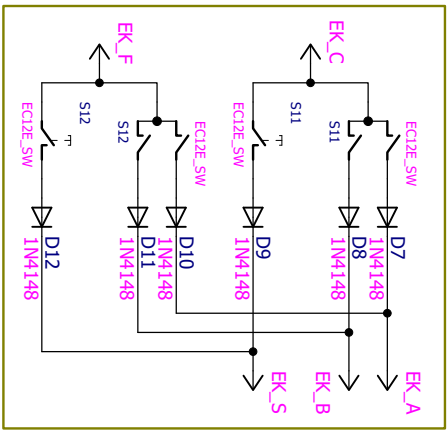 EK_F
EK_C
EC12E_SW
S12
S12
EC12E_SW
EC12E_SW
S11
S11
EC12E_SW
D12
1N4148
D11
1N4148
D10
1N4148
D9
1N4148
D8
1N4148
D7
1N4148
EK_S
EK_B
EK_A